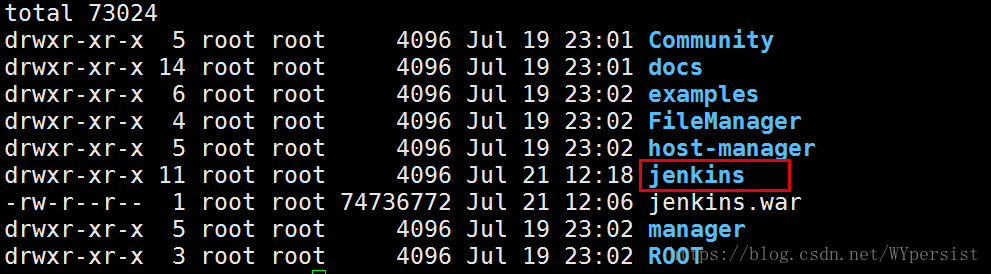 total 73024
drwxr-xr-x  5 root root     4096 Jul 19 23:01 Community
drwxr-xr-x 14 root root     4096 Jul 19 23:01 docs
drwxr-xr-x  6 root root     4096 Jul 19 23:02 examples
drwxr-xr-x  4 root root     4096 Jul 19 23:02 FileManager
drwxr-xr-x  5 root root     4096 Jul 19 23:02 host-manager
drwxr-xr-x 11 root root     4096 Jul 21 12:18 jenkins
-rw-r--r--  1 root root 74736772 Jul 21 12:06 jenkins.war
drwxr-xr-x  5 root root     4096 Jul 19 23:02 manager
drwxr-xr-x  3 root root     4096 Jul 19 23:02 ROOT
https://blog.csdn.net/WYpersist